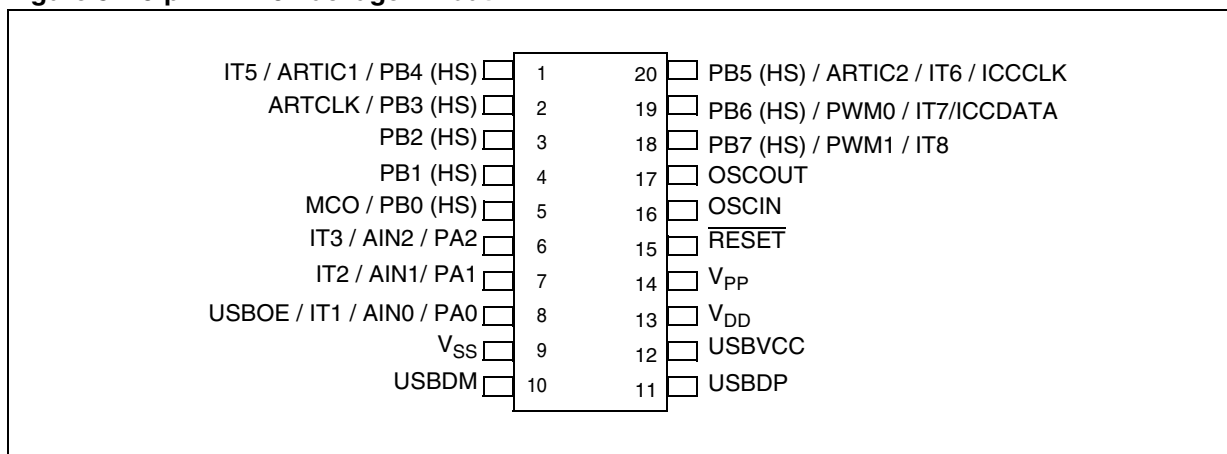 IT5 / ARTIC1 / PB4 (HS) 1 20 PB5 (HS) / ARTIC2 / IT6 / ICCCLK
ARTCLK / PB3 (HS) 2 19 PB6 (HS) / PWM0 / IT7/ICCDATA
PB2 (HS) 3 18 PB7 (HS) / PWM1 / IT8
PB1 (HS) 4 17 OSCOUT
MCO / PB0 (HS) 5 16 OSCIN
IT3 / AIN2 / PA2 6 15 RESET
IT2 / AIN1/ PA1 7 14 VPP
USBOE / IT1 / AIN0 / PA0 8 13 VDD
VSS 9 12 USBVCC
USBDM 10 11 USBDP